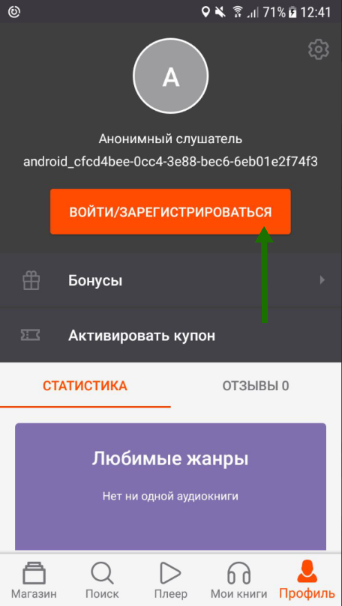 71% 12:41
А
Анонимный слушатель
android_cfcd4bee-0cc4-3e88-bec6-6eb01e2f74f3
ВОЙТИ/ЗАРЕГИСТРИРОВАТЬСЯ
Бонусы
Активировать купон
СТАТИСТИКА ОТЗЫВЫ 0
Любимые жанры
Нет ни одной аудиокниги
Магазин Поиск Плеер Мои книги Профиль